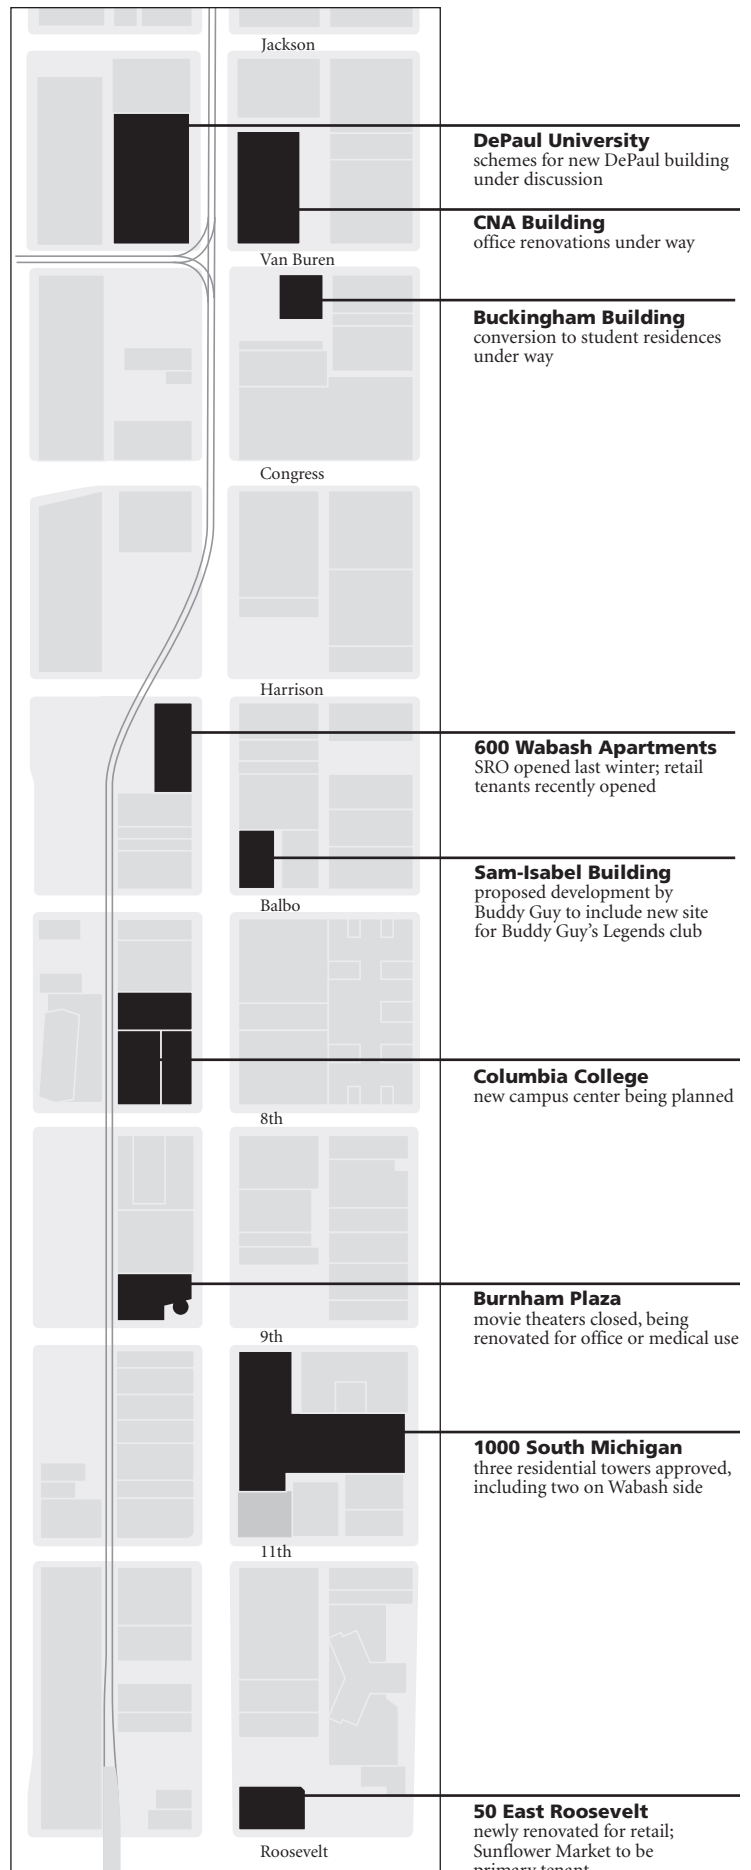 Jackson
DePaul University
schemes for new DePaul building
under discussion
CNA Building
office renovations under way
Van Buren
Buckingham Building
conversion to student residences
under way
Congress
Harrison
600 Wabash Apartments
SRO opened last winter; retail
tenants recently opened
Sam-Isabel Building
proposed development by
Buddy Guy to include new site
for Buddy Guy's Legends club
Balbo
Columbia College
new campus center being planned
8th
Burnham Plaza
movie theaters closed, being
renovated for office or medical use
9th
1000 South Michigan
three residential towers approved,
including two on Wabash side
11th
50 East Roosevelt
newly renovated for retail;
Sunflower Market to be
primary tenant
Roosevelt